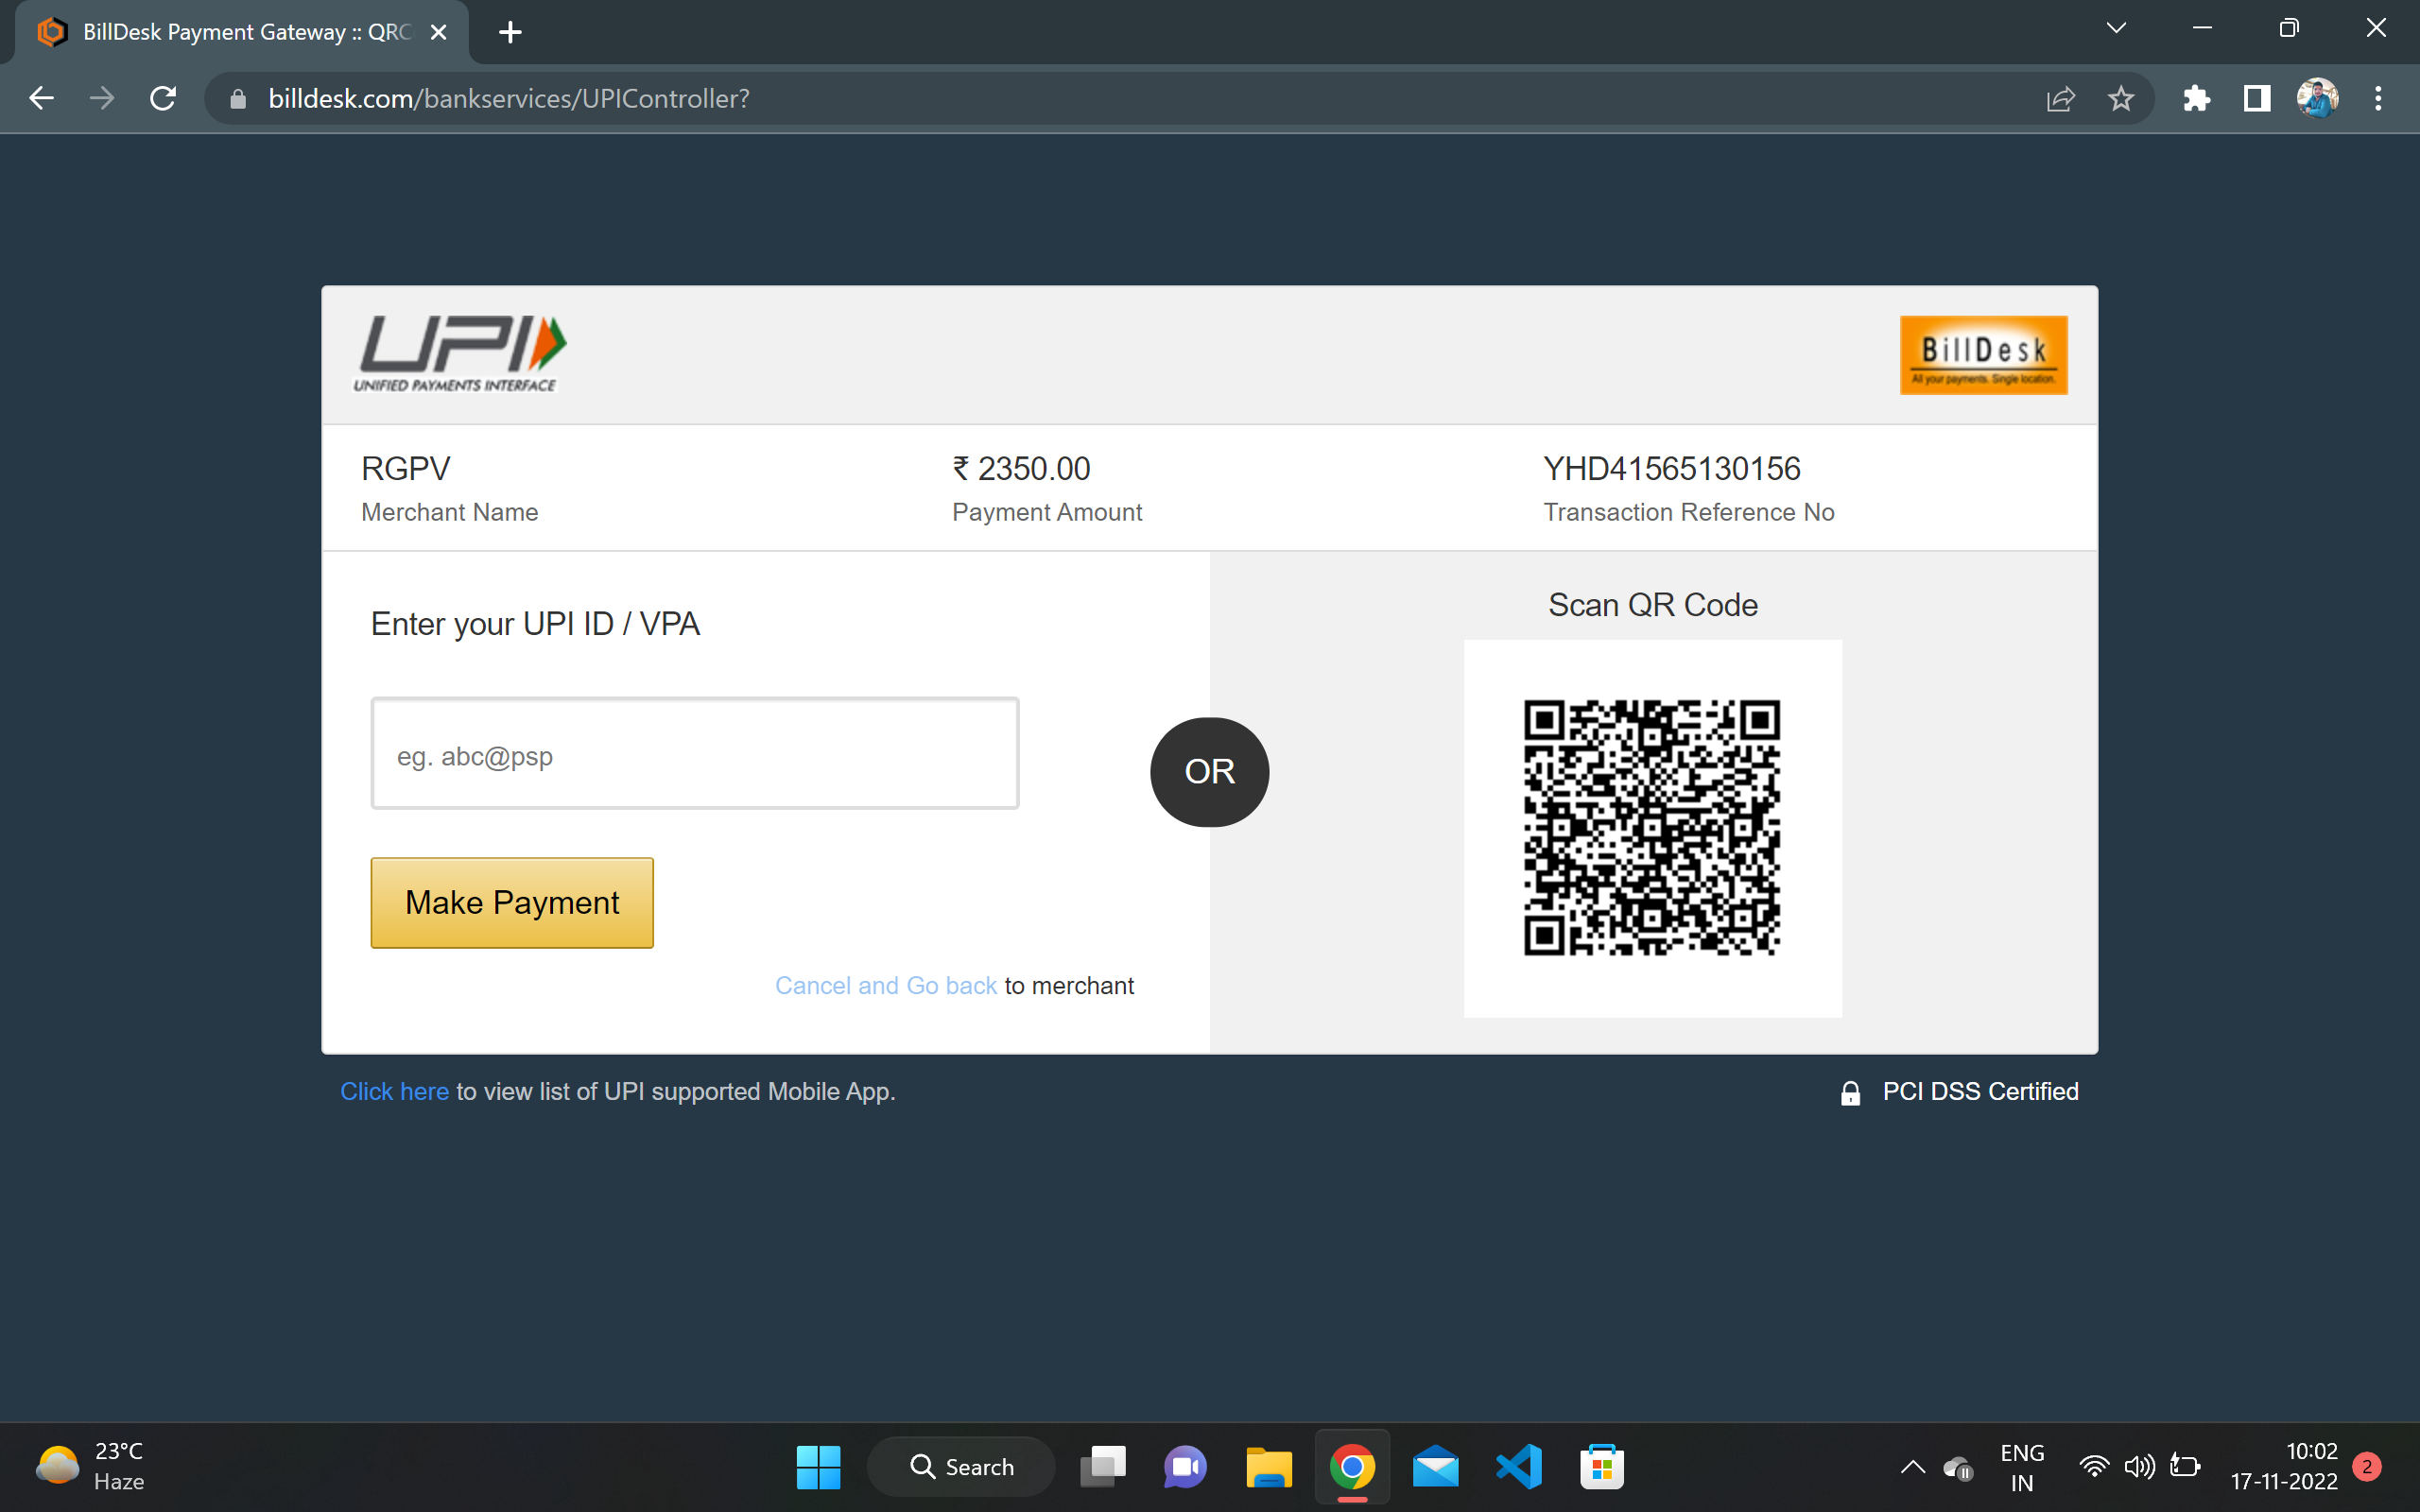 BillDesk Payment Gateway :: QRC
billdesk.com/bankservices/UPIController?
UPI
UNIFIED PAYMENTS INTERFACE
BillDesk
All your payments. Single location.
RGPV
Merchant Name
₹ 2350.00
Payment Amount
YHD41565130156
Transaction Reference No
Enter your UPI ID / VPA
eg. abc@psp
Make Payment
Cancel and Go back to merchant
OR
Scan QR Code
Click here to view list of UPI supported Mobile App.
PCI DSS Certified
23°C
Haze
Search
ENG
IN
10:02
17-11-2022
2